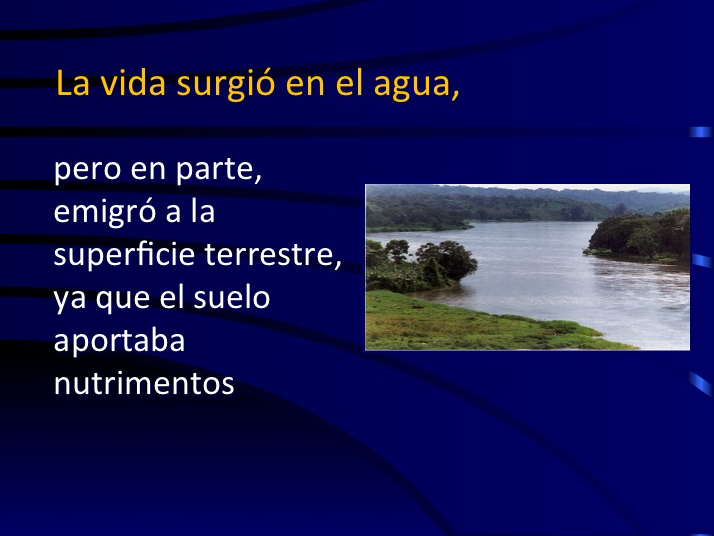 La vida surgió en el agua,
pero en parte,
emigró a la
superficie terrestre,
ya que el suelo
aportaba
nutrimentos